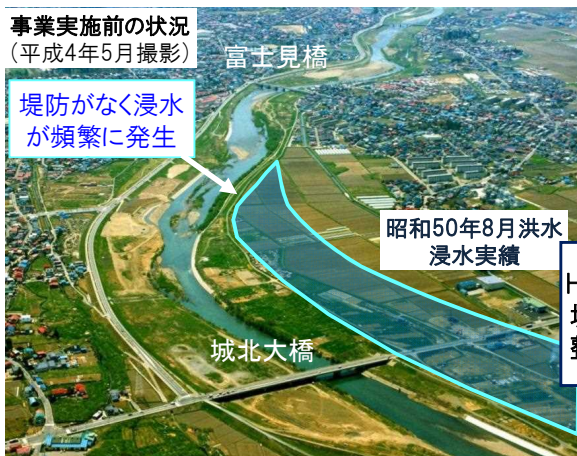 事業実施前の状況
（平成4年5月撮影）
富士見橋
堤防がなく浸水
が頻繁に発生
昭和50年8月洪水
浸水実績
城北大橋